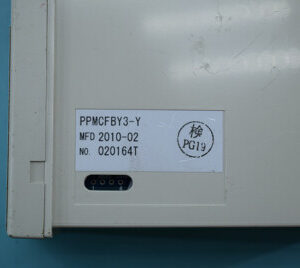 PPMCFBY3-Y
MFD 2010-02
NO. 020164T
検
PG19